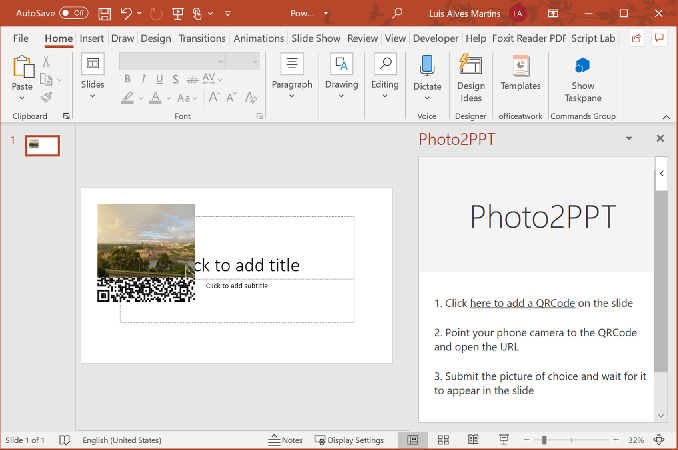 AutoSave Off Pow... Luis Alves Martins LA
File Home Insert Draw Design Transitions Animations Slide Show Review View Developer Help Foxit Reader PDF Script Lab
Paste Slides B I U S ab AV Aa A A Paragraph Drawing Editing Dictate Design Ideas Templates Show Taskpane
Clipboard Font Voice Designer officeatwork Commands Group
1
Photo2PPT
Photo2PPT
ck to add title
Click to add subtitle
1. Click here to add a QRCode on the slide
2. Point your phone camera to the QRCode
and open the URL
3. Submit the picture of choice and wait for it
to appear in the slide
Slide 1 of 1 English (United States) Notes Display Settings 32%